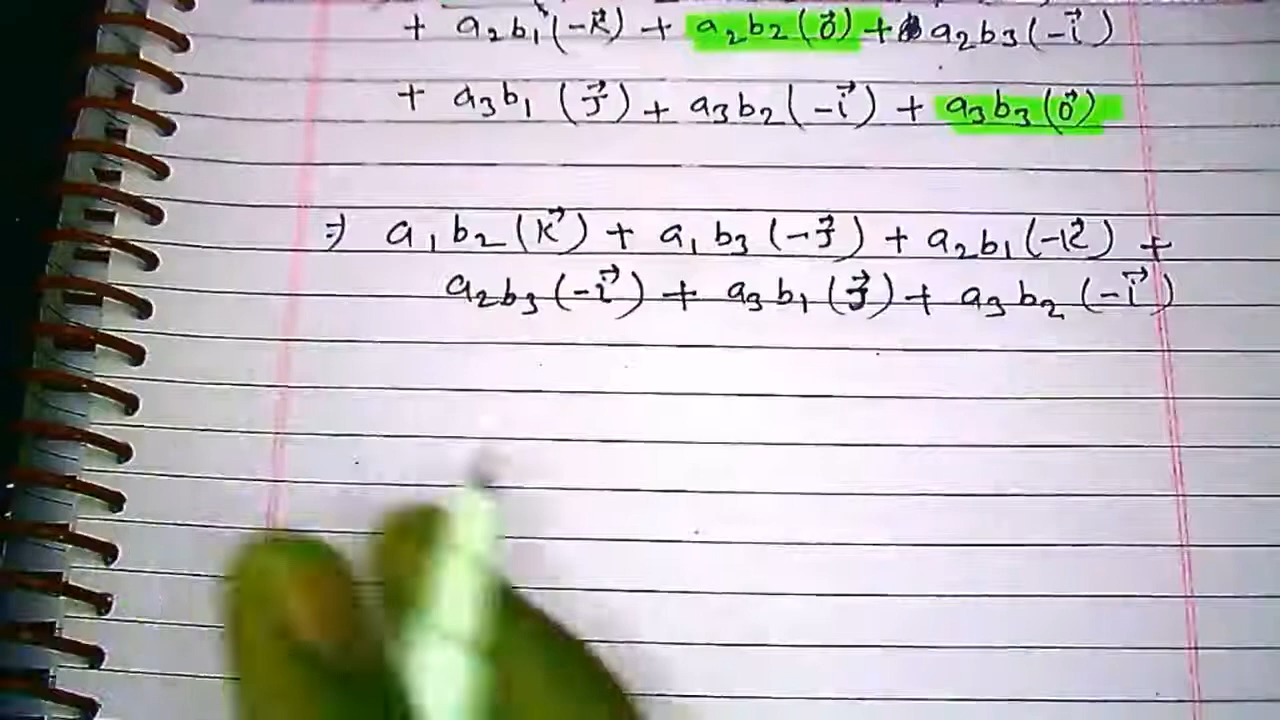 + a₂b₁(-k⃗) + a₂b₂(0⃗) + a₂b₃(-i⃗)
+ a₃b₁(j⃗) + a₃b₂(-i⃗) + a₃b₃(0⃗)
⇒ a₁b₂(k⃗) + a₁b₃(-j⃗) + a₂b₁(-k⃗) +
a₂b₃(-i⃗) + a₃b₁(j⃗) + a₃b₂(-i⃗)